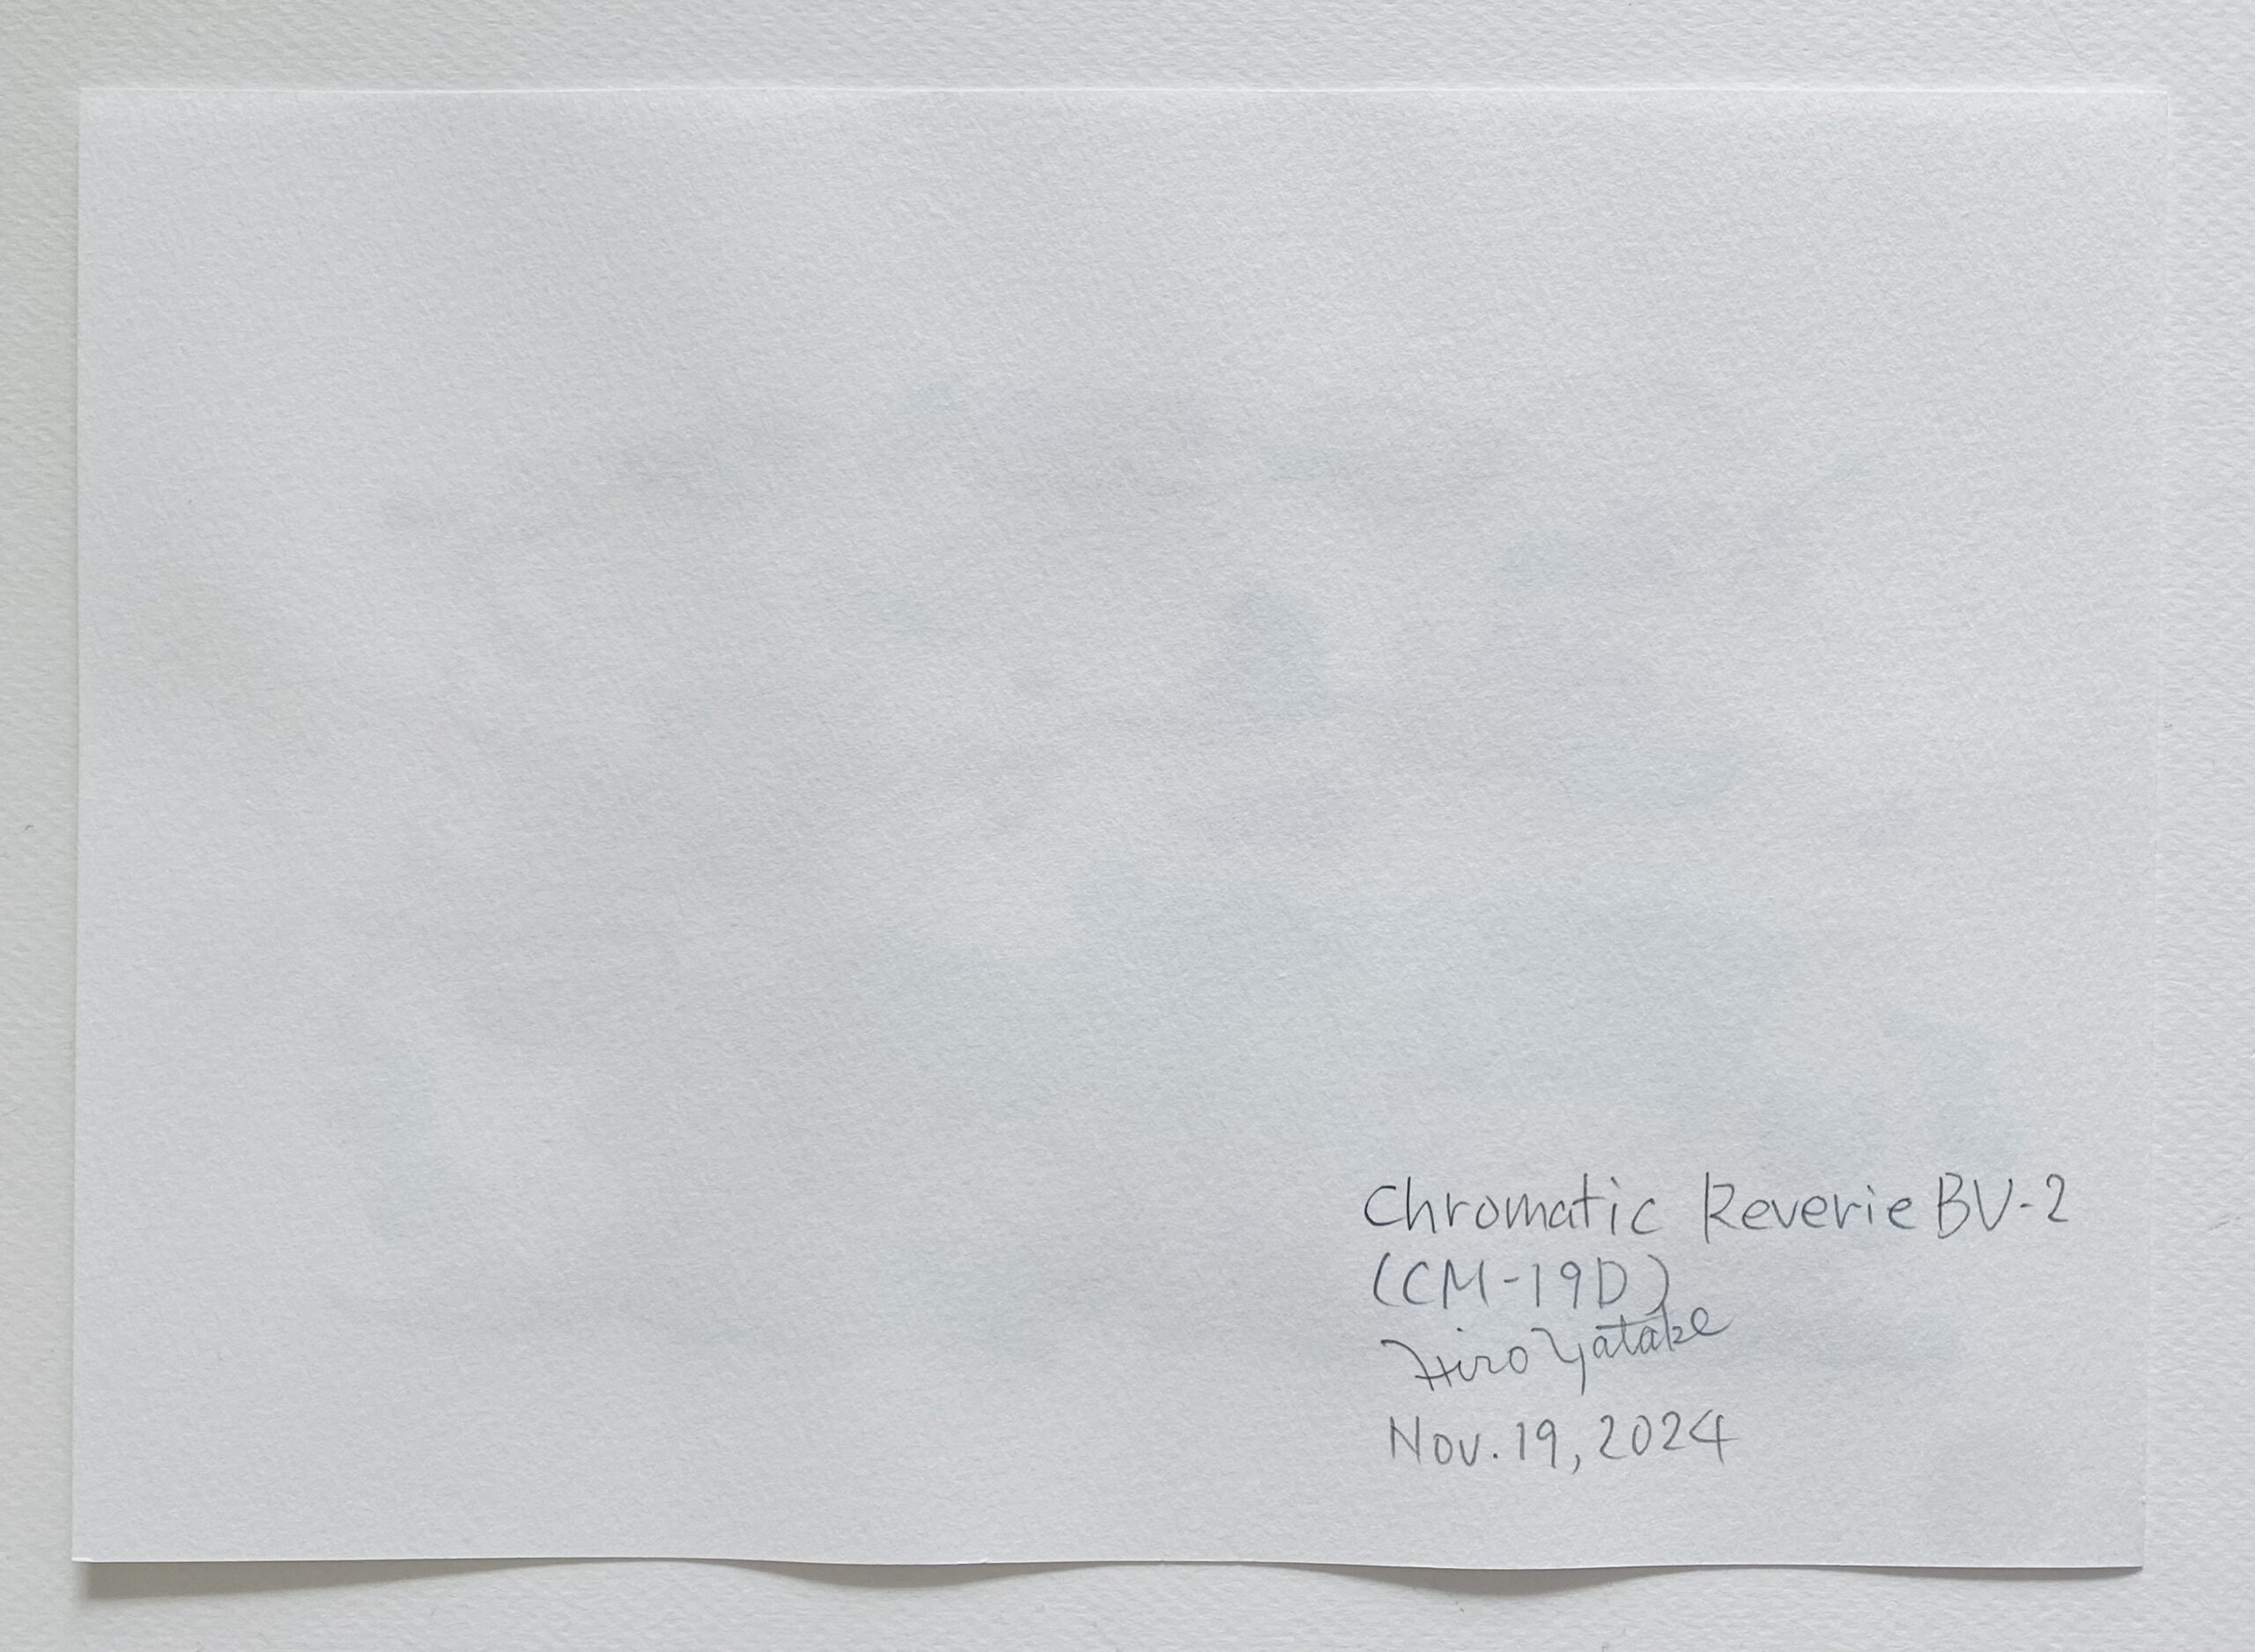 Chromatic Reverie BV-2
(CM-19D)
Hiro Yatake
Nov. 19, 2024